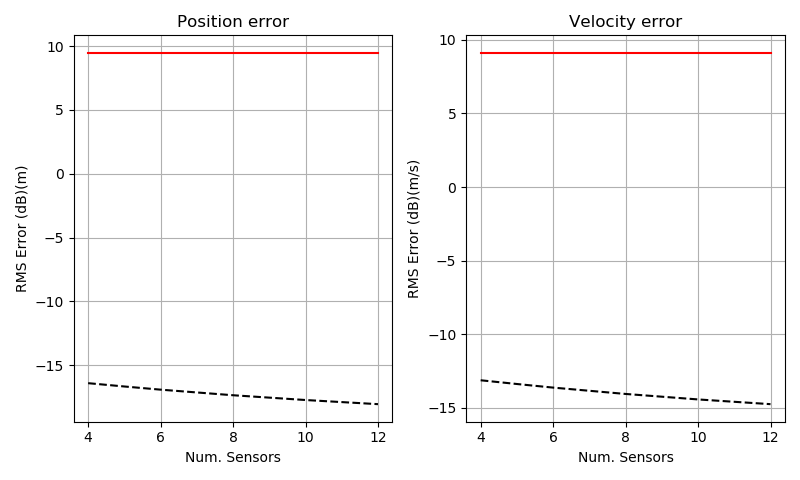 Position error
Velocity error
10
5
0
−5
−10
−15
RMS Error (dB)(m)
4 6 8 10 12
Num. Sensors
10
5
0
−5
−10
−15
RMS Error (dB)(m/s)
4 6 8 10 12
Num. Sensors